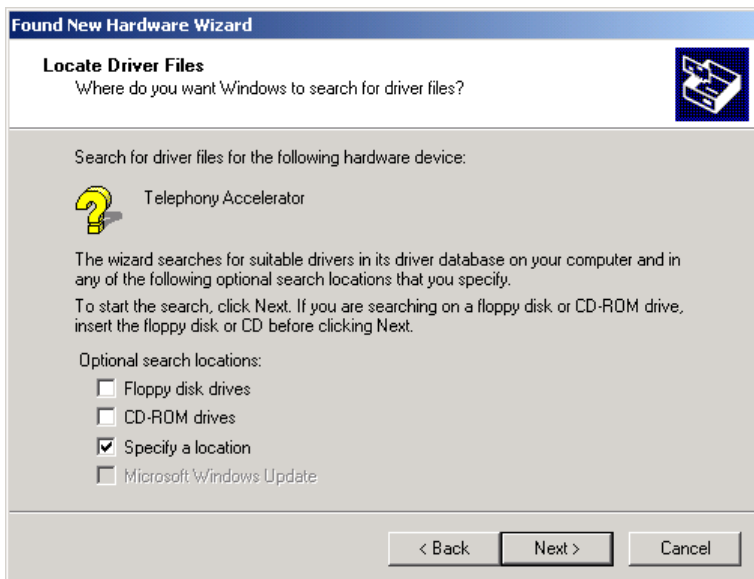 Found New Hardware Wizard
Locate Driver Files
Where do you want Windows to search for driver files?
Search for driver files for the following hardware device:
Telephony Accelerator
The wizard searches for suitable drivers in its driver database on your computer and in
any of the following optional search locations that you specify.
To start the search, click Next. If you are searching on a floppy disk or CD-ROM drive,
insert the floppy disk or CD before clicking Next.
Optional search locations:
Floppy disk drives
CD-ROM drives
Specify a location
Microsoft Windows Update
< Back Next > Cancel